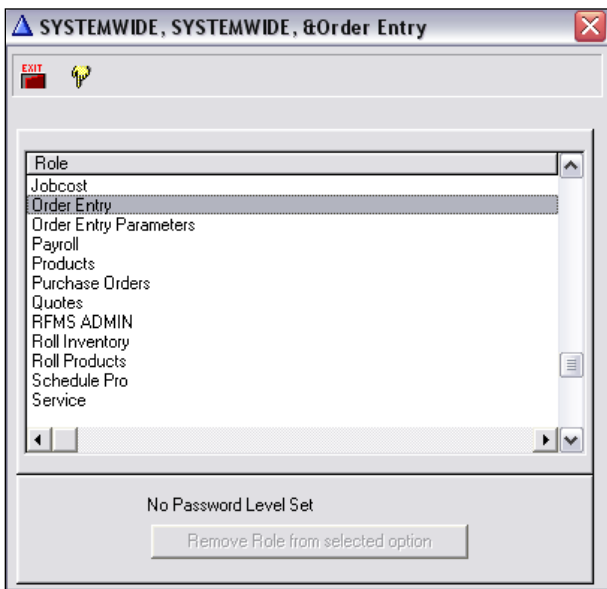 SYSTEMWIDE, SYSTEMWIDE, &Order Entry
EXIT
Role
Jobcost
Order Entry
Order Entry Parameters
Payroll
Products
Purchase Orders
Quotes
RFMS ADMIN
Roll Inventory
Roll Products
Schedule Pro
Service
No Password Level Set
Remove Role from selected option